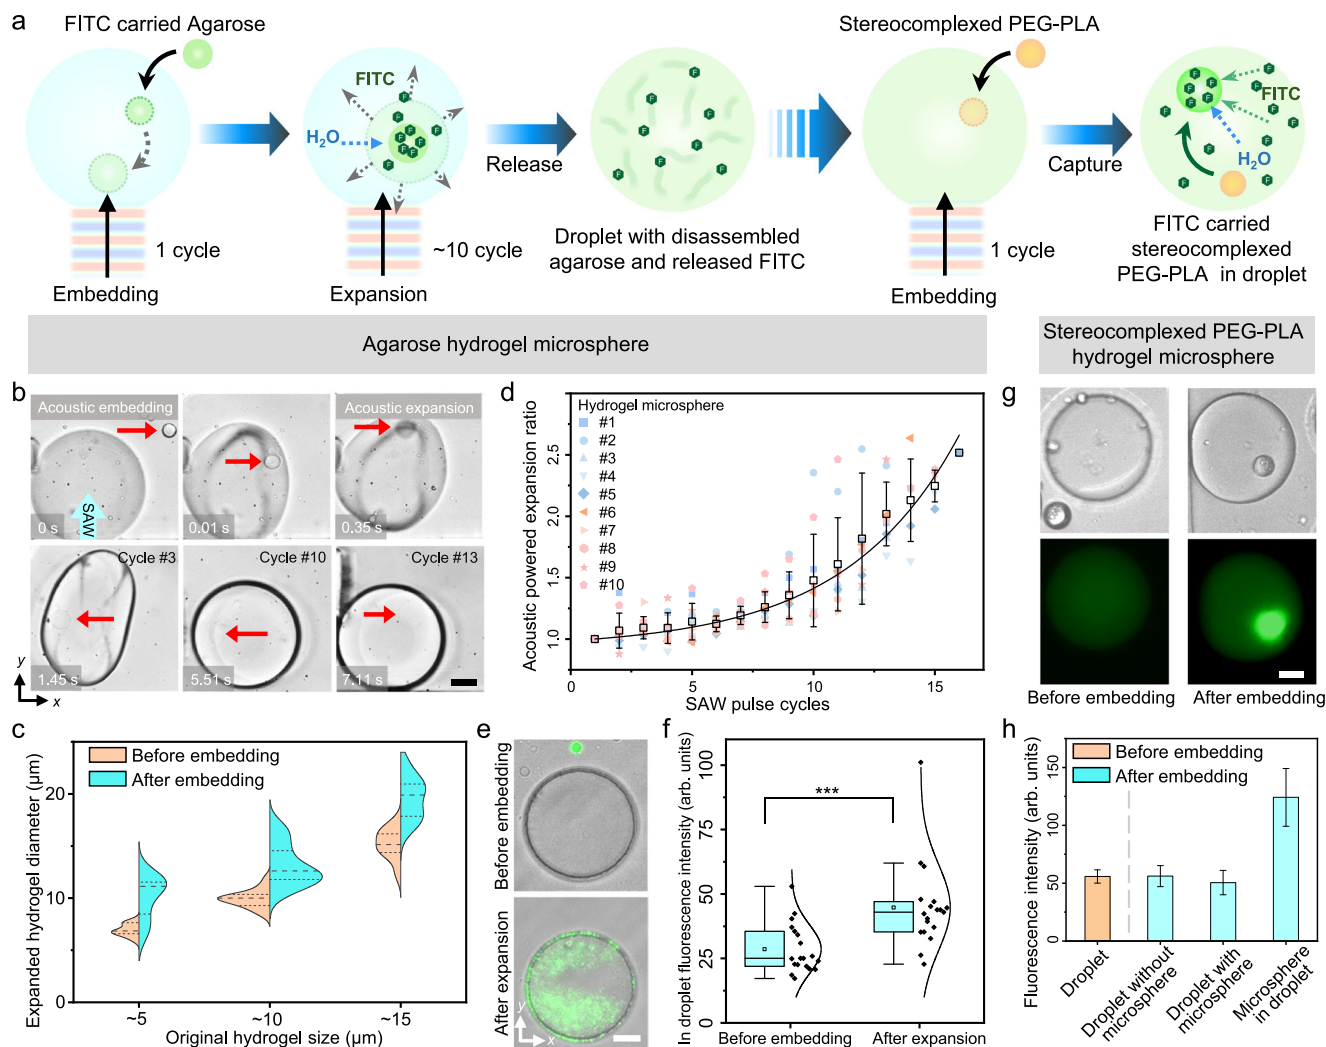 a
FITC carried Agarose
Stereocomplexed PEG-PLA
FITC
H2O
F
1 cycle
Embedding
~10 cycle
Expansion
Release
Droplet with disassembled
agarose and released FITC
1 cycle
Embedding
Capture
FITC
H2O
FITC carried
stereocomplexed
PEG-PLA in droplet
Agarose hydrogel microsphere
Stereocomplexed PEG-PLA
hydrogel microsphere
b
Acoustic embedding
Acoustic expansion
SAW
0 s
0.01 s
0.35 s
Cycle #3
Cycle #10
Cycle #13
1.45 s
5.51 s
7.11 s
y
x
d
Acoustic powered expansion ratio
Hydrogel microsphere
#1
#2
#3
#4
#5
#6
#7
#8
#9
#10
2.5
2.0
1.5
1.0
0
5
10
15
SAW pulse cycles
g
Before embedding
After embedding
c
Before embedding
After embedding
Expanded hydrogel diameter (μm)
20
10
0
~5
~10
~15
Original hydrogel size (μm)
e
Before embedding
After expansion
y
x
f
In droplet fluorescence intensity (arb. units)
100
75
50
25
0
***
Before embedding
After expansion
h
Before embedding
After embedding
Fluorescence intensity (arb. units)
150
100
50
0
Droplet
Droplet without
microsphere
Droplet with
microsphere
Microsphere
in droplet